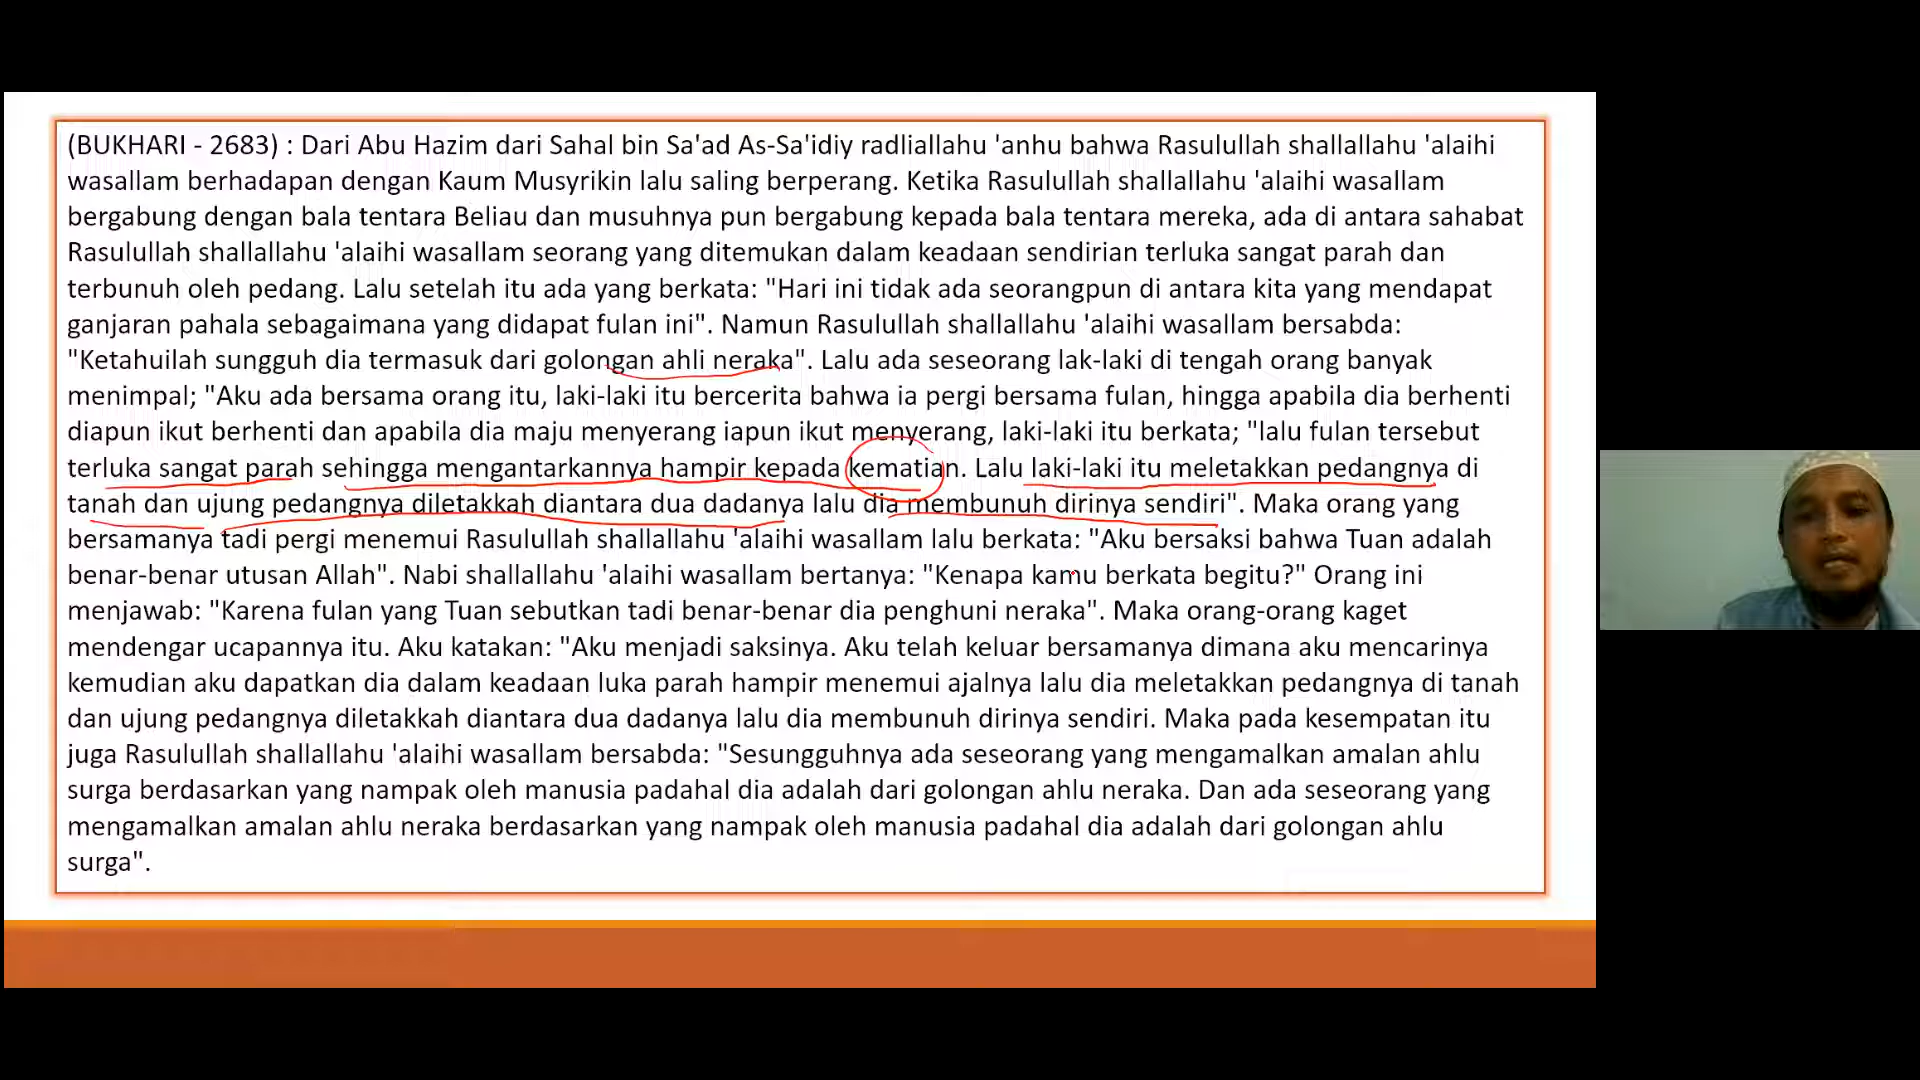 (BUKHARI - 2683) : Dari Abu Hazim dari Sahal bin Sa'ad As-Sa'idiy radliallahu 'anhu bahwa Rasulullah shallallahu 'alaihi
wasallam berhadapan dengan Kaum Musyrikin lalu saling berperang. Ketika Rasulullah shallallahu 'alaihi wasallam
bergabung dengan bala tentara Beliau dan musuhnya pun bergabung kepada bala tentara mereka, ada di antara sahabat
Rasulullah shallallahu 'alaihi wasallam seorang yang ditemukan dalam keadaan sendirian terluka sangat parah dan
terbunuh oleh pedang. Lalu setelah itu ada yang berkata: "Hari ini tidak ada seorangpun di antara kita yang mendapat
ganjaran pahala sebagaimana yang didapat fulan ini". Namun Rasulullah shallallahu 'alaihi wasallam bersabda:
"Ketahuilah sungguh dia termasuk dari golongan ahli neraka". Lalu ada seseorang lak-laki di tengah orang banyak
menimpal; "Aku ada bersama orang itu, laki-laki itu bercerita bahwa ia pergi bersama fulan, hingga apabila dia berhenti
diapun ikut berhenti dan apabila dia maju menyerang iapun ikut menyerang, laki-laki itu berkata; "lalu fulan tersebut
terluka sangat parah sehingga mengantarkannya hampir kepada kematian. Lalu laki-laki itu meletakkan pedangnya di
tanah dan ujung pedangnya diletakkah diantara dua dadanya lalu dia membunuh dirinya sendiri". Maka orang yang
bersamanya tadi pergi menemui Rasulullah shallallahu 'alaihi wasallam lalu berkata: "Aku bersaksi bahwa Tuan adalah
benar-benar utusan Allah". Nabi shallallahu 'alaihi wasallam bertanya: "Kenapa kamu berkata begitu?" Orang ini
menjawab: "Karena fulan yang Tuan sebutkan tadi benar-benar dia penghuni neraka". Maka orang-orang kaget
mendengar ucapannya itu. Aku katakan: "Aku menjadi saksinya. Aku telah keluar bersamanya dimana aku mencarinya
kemudian aku dapatkan dia dalam keadaan luka parah hampir menemui ajalnya lalu dia meletakkan pedangnya di tanah
dan ujung pedangnya diletakkah diantara dua dadanya lalu dia membunuh dirinya sendiri. Maka pada kesempatan itu
juga Rasulullah shallallahu 'alaihi wasallam bersabda: "Sesungguhnya ada seseorang yang mengamalkan amalan ahlu
surga berdasarkan yang nampak oleh manusia padahal dia adalah dari golongan ahlu neraka. Dan ada seseorang yang
mengamalkan amalan ahlu neraka berdasarkan yang nampak oleh manusia padahal dia adalah dari golongan ahlu
surga".